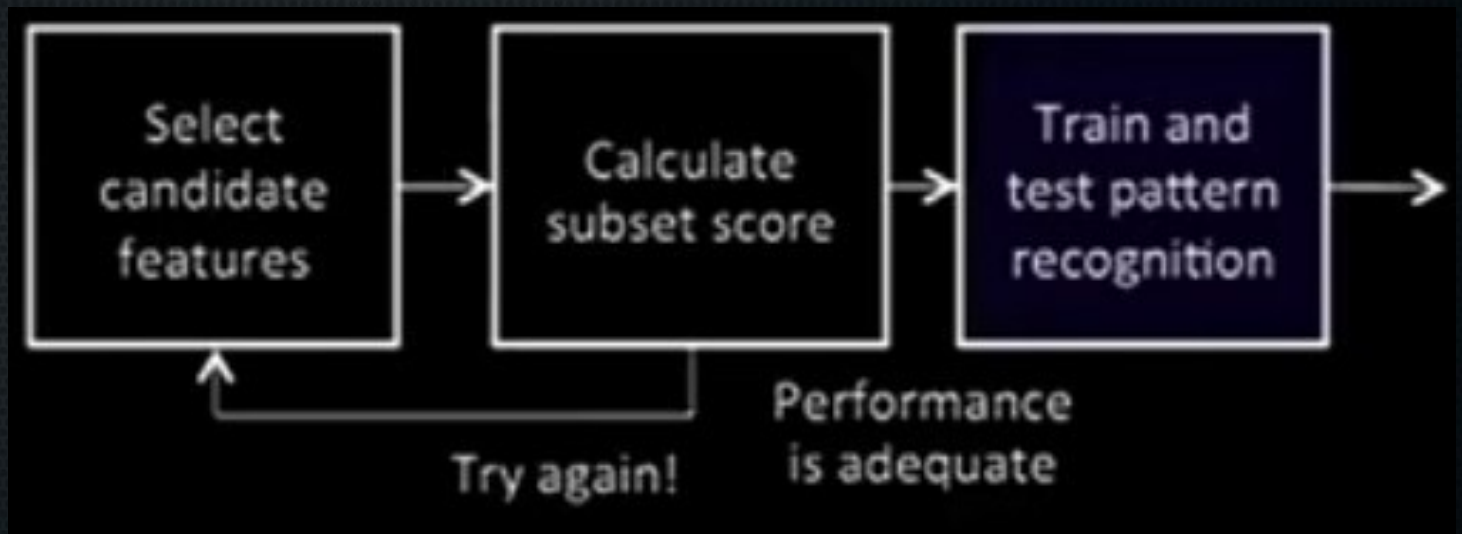 Select
candidate
features
Calculate
subset score
Train and
test pattern
recognition
Try again!
Performance
is adequate